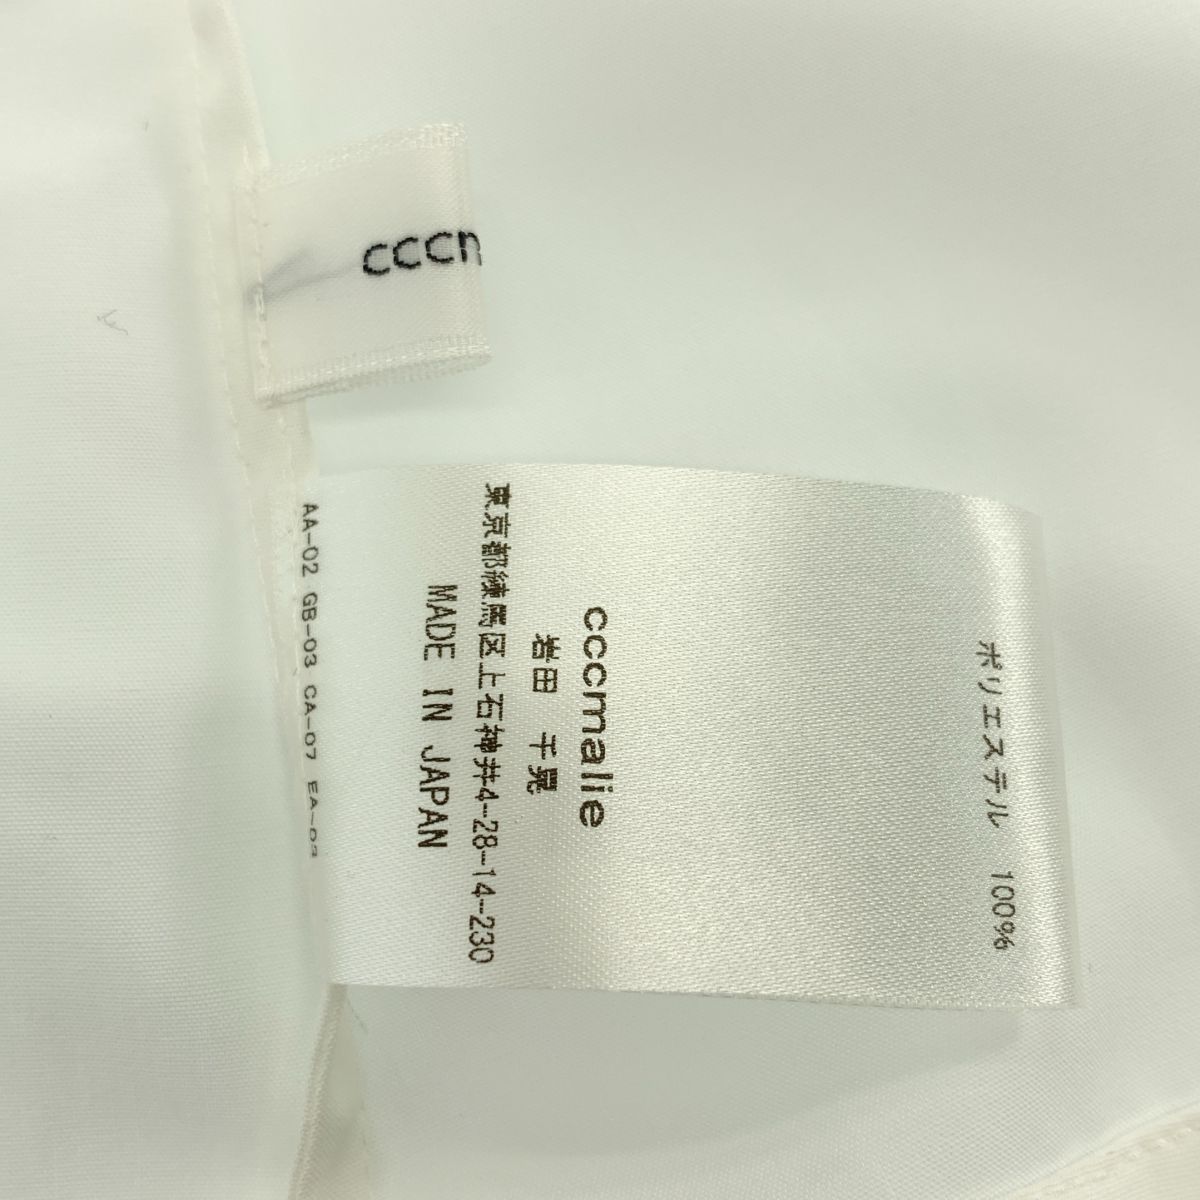 cccm
ポリエステル 100%
cccmalie
岩田 千晃
東京都練馬区上石神井4-28-14-230
MADE IN JAPAN
AA-02 GB-03 CA-07